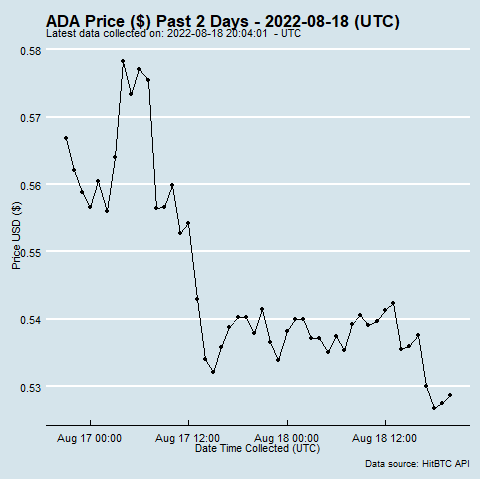 ADA Price ($) Past 2 Days - 2022-08-18 (UTC)
Latest data collected on: 2022-08-18 20:04:01  - UTC
0.58
0.57
0.56
0.55
0.54
0.53
Price USD ($)
Aug 17 00:00
Aug 17 12:00
Aug 18 00:00
Aug 18 12:00
Date Time Collected (UTC)
Data source: HitBTC API